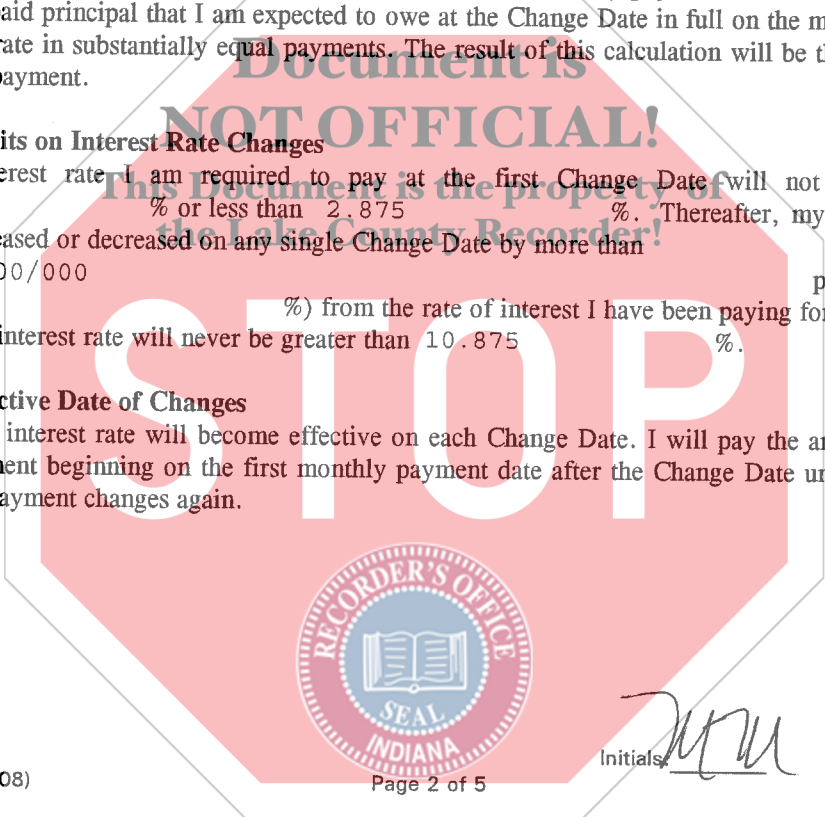 aid principal that I am expected to owe at the Change Date in full on the m
rate in substantially equal payments. The result of this calculation will be th
payment.
Document is
NOT OFFICIAL!
This Document is the property of
the Lake County Recorder!
its on Interest Rate Changes
erest rate I am required to pay at the first Change Date will not
% or less than 2.875 %. Thereafter, my
eased or decreased on any single Change Date by more than
00/000 p
%) from the rate of interest I have been paying for
interest rate will never be greater than 10.875 %.
STOP
ctive Date of Changes
interest rate will become effective on each Change Date. I will pay the a
ent beginning on the first monthly payment date after the Change Date un
ayment changes again.
RECORDER'S OFFICE
SEAL
INDIANA
Initials:
08)
Page 2 of 5